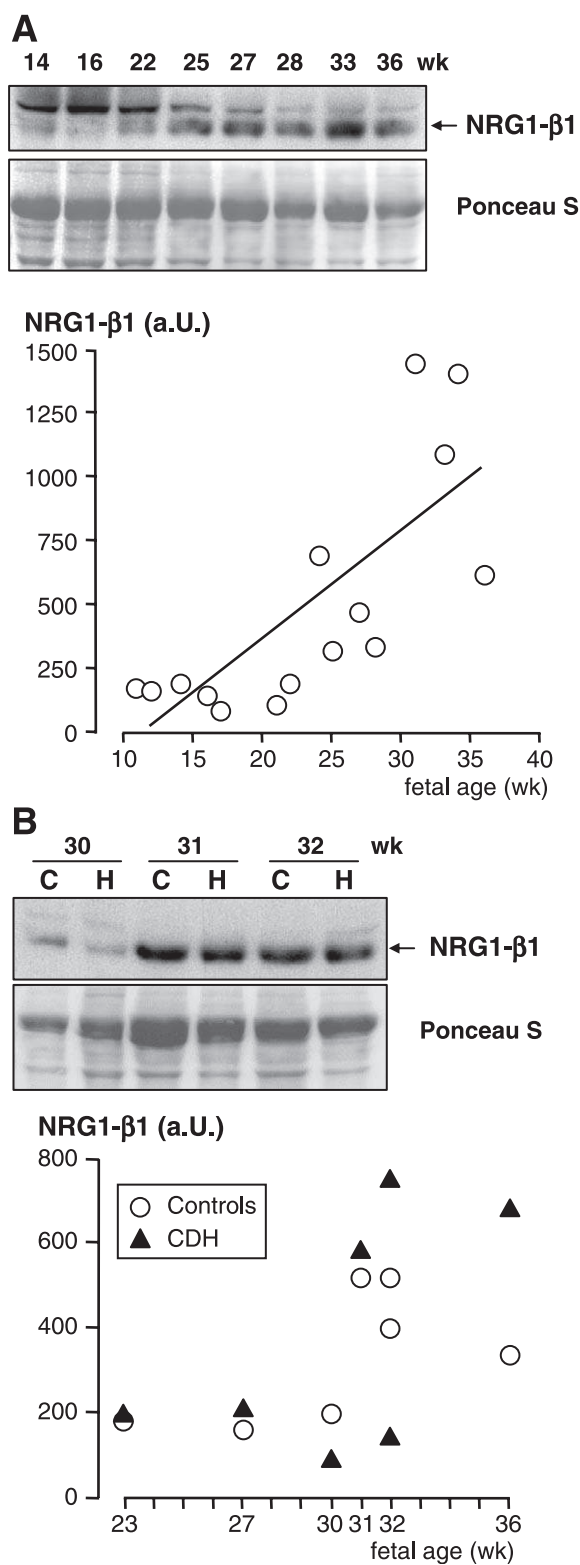 A
14 16 22 25 27 28 33 36 wk
NRG1-β1
Ponceau S
NRG1-β1 (a.U.)
1500
1250
1000
750
500
250
0
10 15 20 25 30 35 40
fetal age (wk)
B
30 31 32 wk
C H C H C H
NRG1-β1
Ponceau S
NRG1-β1 (a.U.)
800
Controls
CDH
600
400
200
0
23 27 30 31 32 36
fetal age (wk)